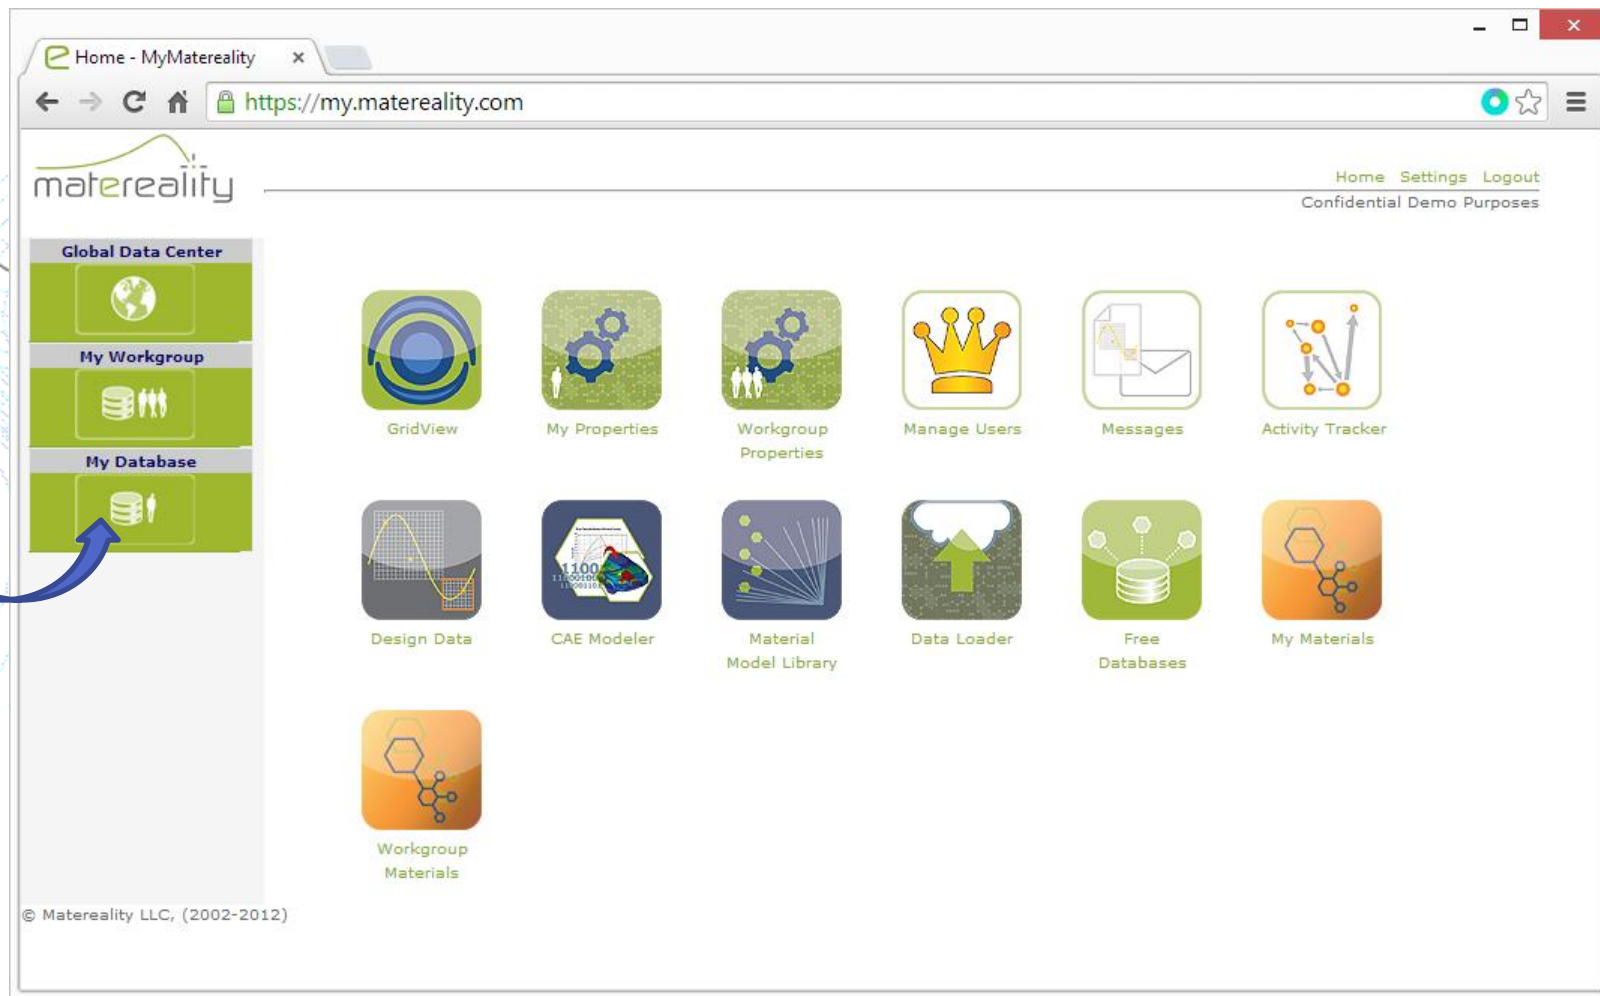 Home - MyMatereality
https://my.matereality.com
matereality
Home Settings Logout
Confidential Demo Purposes
Global Data Center
My Workgroup
My Database
GridView
My Properties
Workgroup
Properties
Manage Users
Messages
Activity Tracker
Design Data
CAE Modeler
Material
Model Library
Data Loader
Free
Databases
My Materials
Workgroup
Materials
© Matereality LLC, (2002-2012)